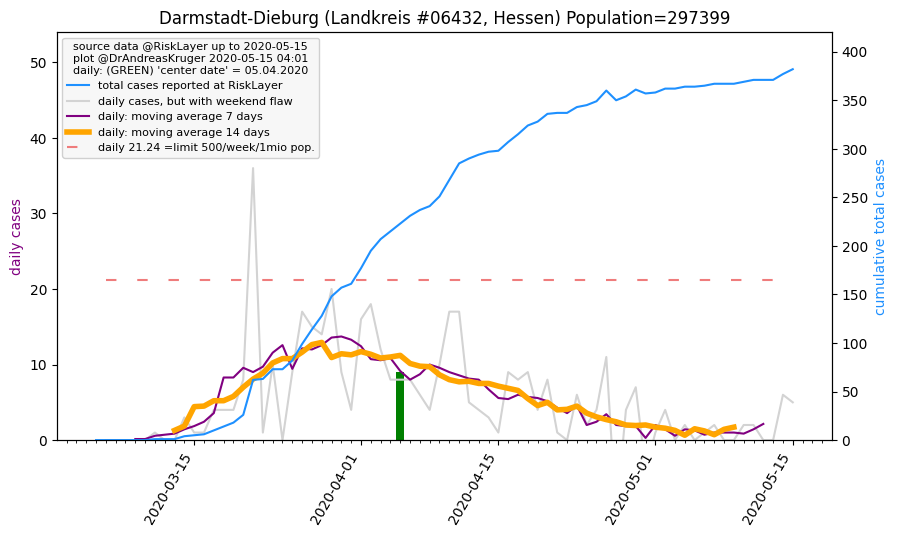 Darmstadt-Dieburg (Landkreis #06432, Hessen) Population=297399
source data @RiskLayer up to 2020-05-15
plot @DrAndreasKruger 2020-05-15 04:01
daily: (GREEN) 'center date' = 05.04.2020
total cases reported at RiskLayer
daily cases, but with weekend flaw
daily: moving average 7 days
daily: moving average 14 days
daily 21.24 =limit 500/week/1mio pop.
daily cases
50
40
30
20
10
0
cumulative total cases
400
350
300
250
200
150
100
50
0
2020-03-15
2020-04-01
2020-04-15
2020-05-01
2020-05-15